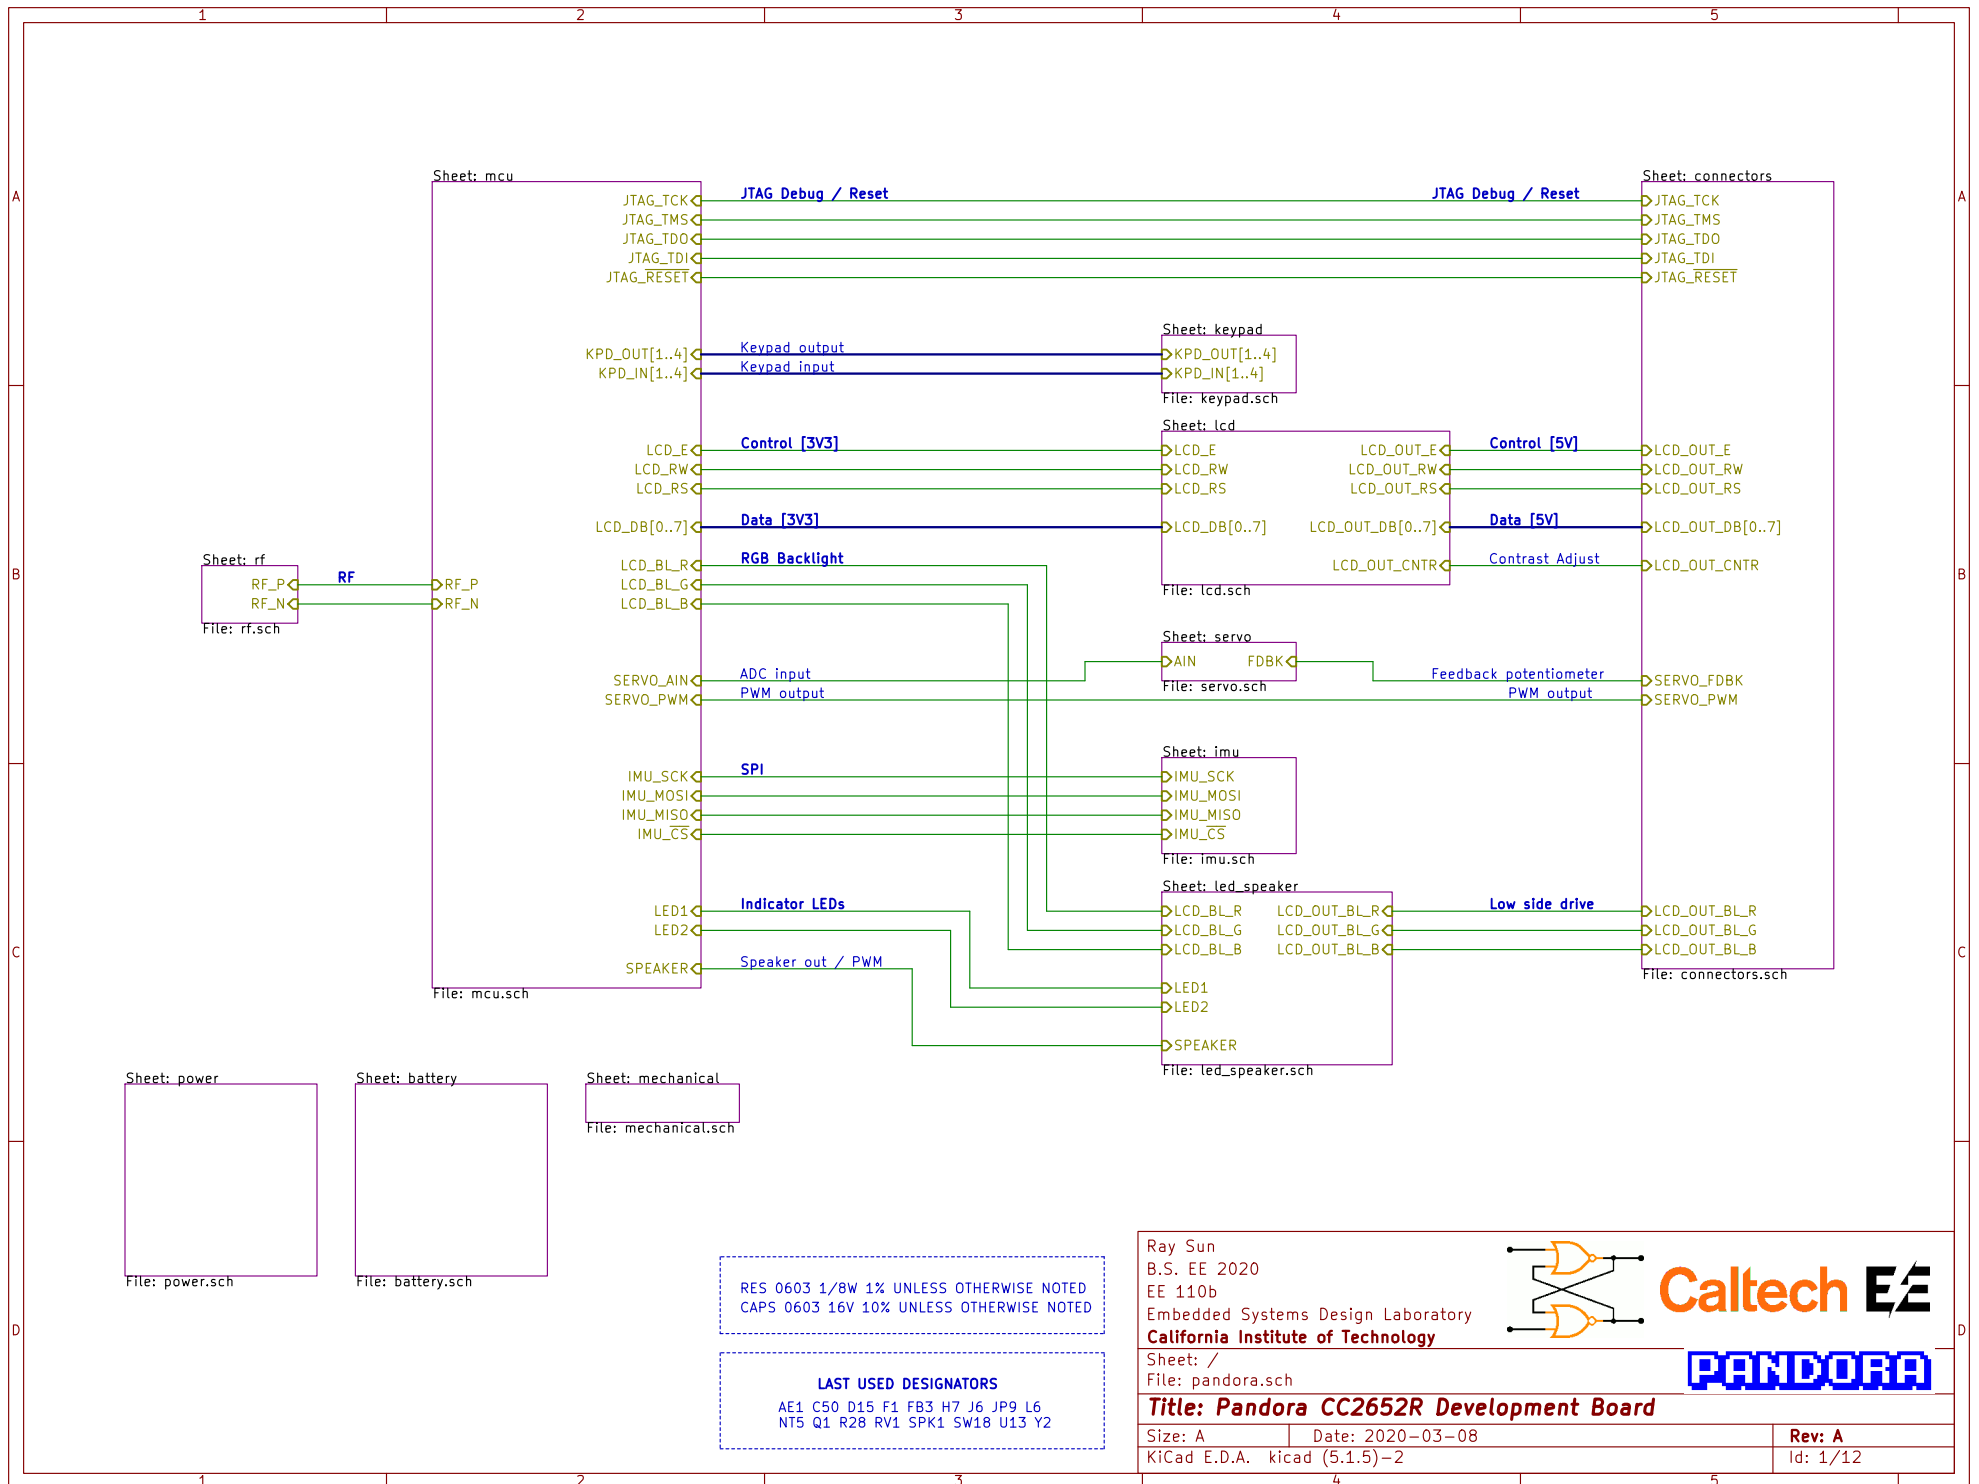 1 2 3 4 5
A A
B B
C C
D D
1 2 3 4 5
Sheet: mcu
JTAG_TCK
JTAG_TMS
JTAG_TDO
JTAG_TDI
JTAG_RESET
KPD_OUT[1..4]
KPD_IN[1..4]
LCD_E
LCD_RW
LCD_RS
LCD_DB[0..7]
LCD_BL_R
LCD_BL_G
LCD_BL_B
RF_P
RF_N
SERVO_AIN
SERVO_PWM
IMU_SCK
IMU_MOSI
IMU_MISO
IMU_CS
LED1
LED2
SPEAKER
File: mcu.sch
JTAG Debug / Reset
JTAG Debug / Reset
Keypad output
Keypad input
Control [3V3]
Data [3V3]
RGB Backlight
ADC input
PWM output
SPI
Indicator LEDs
Speaker out / PWM
Sheet: rf
RF_P
RF_N
File: rf.sch
RF
Sheet: keypad
KPD_OUT[1..4]
KPD_IN[1..4]
File: keypad.sch
Sheet: lcd
LCD_E LCD_OUT_E
LCD_RW LCD_OUT_RW
LCD_RS LCD_OUT_RS
LCD_DB[0..7] LCD_OUT_DB[0..7]
LCD_OUT_CNTR
File: lcd.sch
Control [5V]
Data [5V]
Contrast Adjust
Sheet: servo
AIN FDBK
File: servo.sch
Feedback potentiometer
PWM output
Sheet: imu
IMU_SCK
IMU_MOSI
IMU_MISO
IMU_CS
File: imu.sch
Sheet: led_speaker
LCD_BL_R LCD_OUT_BL_R
LCD_BL_G LCD_OUT_BL_G
LCD_BL_B LCD_OUT_BL_B
LED1
LED2
SPEAKER
File: led_speaker.sch
Low side drive
Sheet: connectors
JTAG_TCK
JTAG_TMS
JTAG_TDO
JTAG_TDI
JTAG_RESET
LCD_OUT_E
LCD_OUT_RW
LCD_OUT_RS
LCD_OUT_DB[0..7]
LCD_OUT_CNTR
SERVO_FDBK
SERVO_PWM
LCD_OUT_BL_R
LCD_OUT_BL_G
LCD_OUT_BL_B
File: connectors.sch
Sheet: power
File: power.sch
Sheet: battery
File: battery.sch
Sheet: mechanical
File: mechanical.sch
RES 0603 1/8W 1% UNLESS OTHERWISE NOTED
CAPS 0603 16V 10% UNLESS OTHERWISE NOTED
LAST USED DESIGNATORS
AE1 C50 D15 F1 FB3 H7 J6 JP9 L6
NT5 Q1 R28 RV1 SPK1 SW18 U13 Y2
Ray Sun
B.S. EE 2020
EE 110b
Embedded Systems Design Laboratory
California Institute of Technology
Caltech EE
Sheet: /
File: pandora.sch
PANDORA
Title: Pandora CC2652R Development Board
Size: A Date: 2020-03-08 Rev: A
KiCad E.D.A. kicad (5.1.5)-2 Id: 1/12